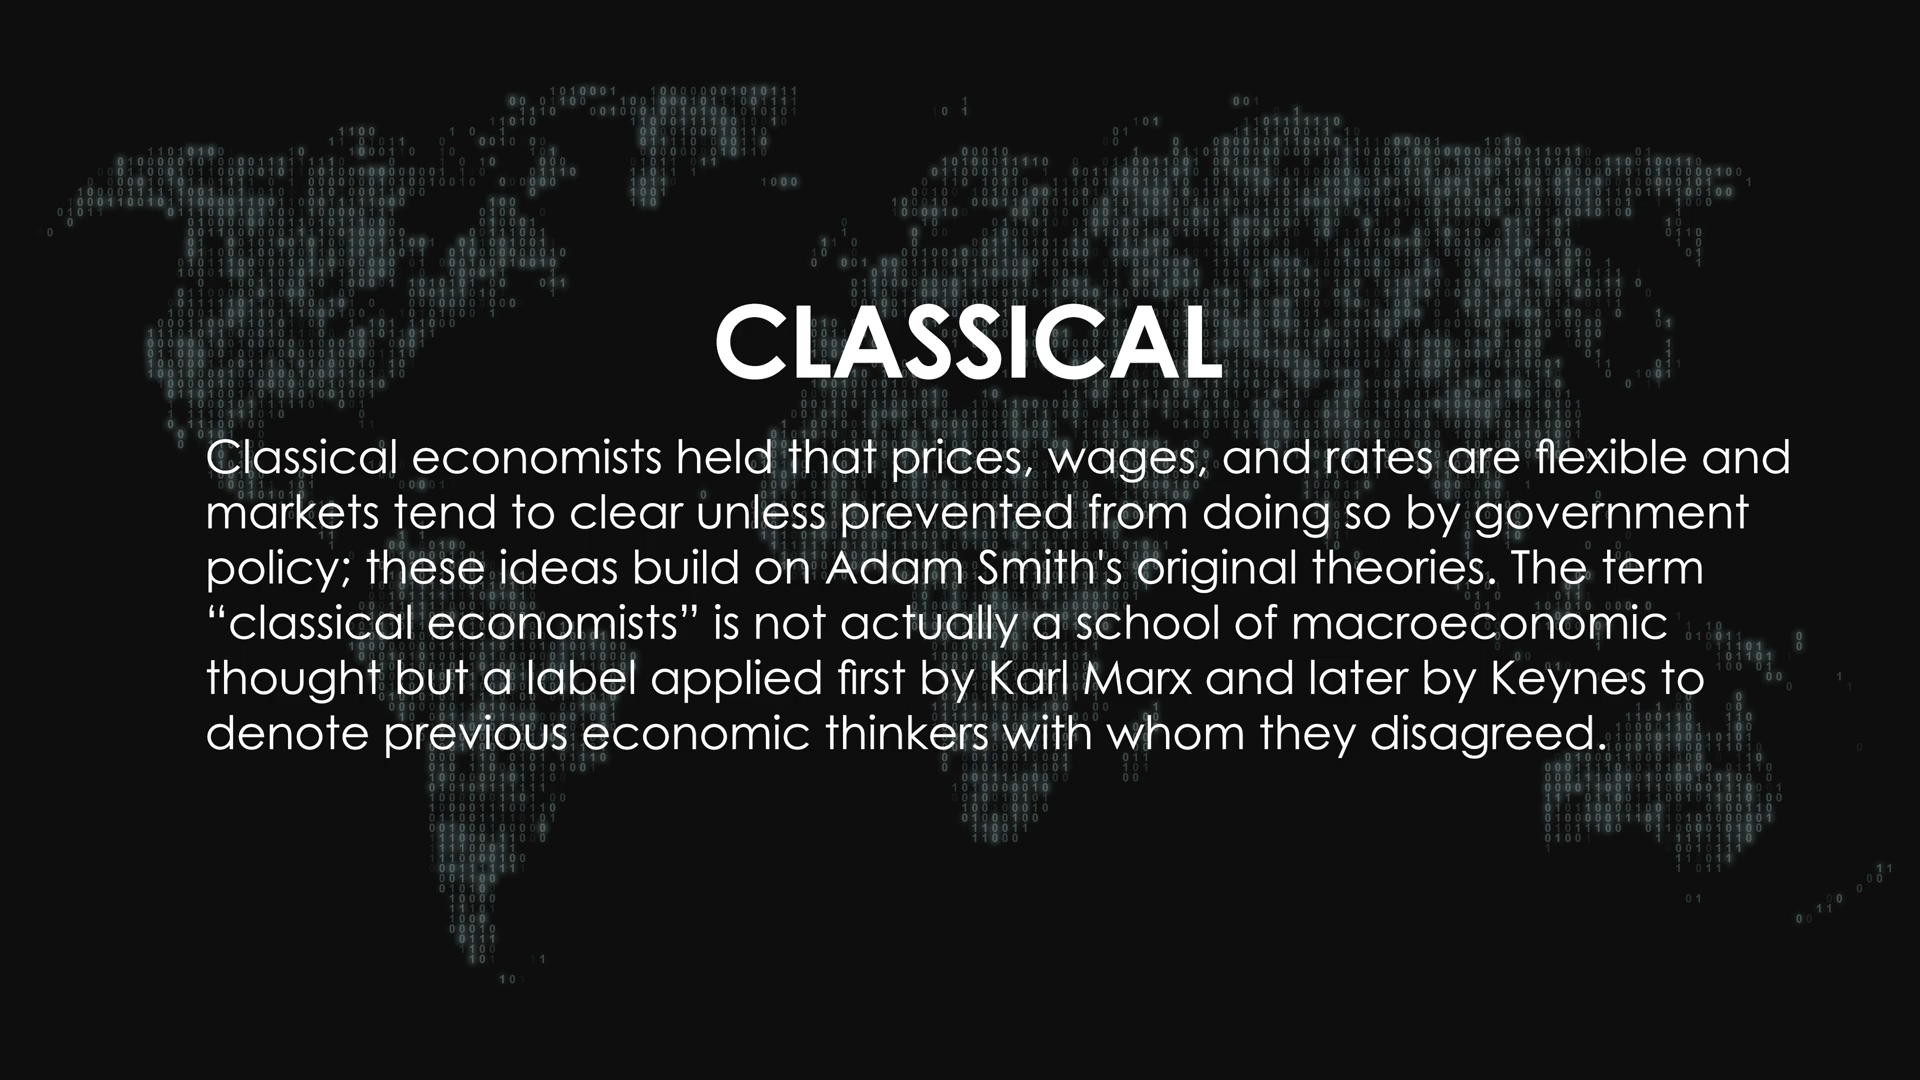 CLASSICAL
Classical economists held that prices, wages, and rates are flexible and
markets tend to clear unless prevented from doing so by government
policy; these ideas build on Adam Smith's original theories. The term
“classical economists” is not actually a school of macroeconomic
thought but a label applied first by Karl Marx and later by Keynes to
denote previous economic thinkers with whom they disagreed.